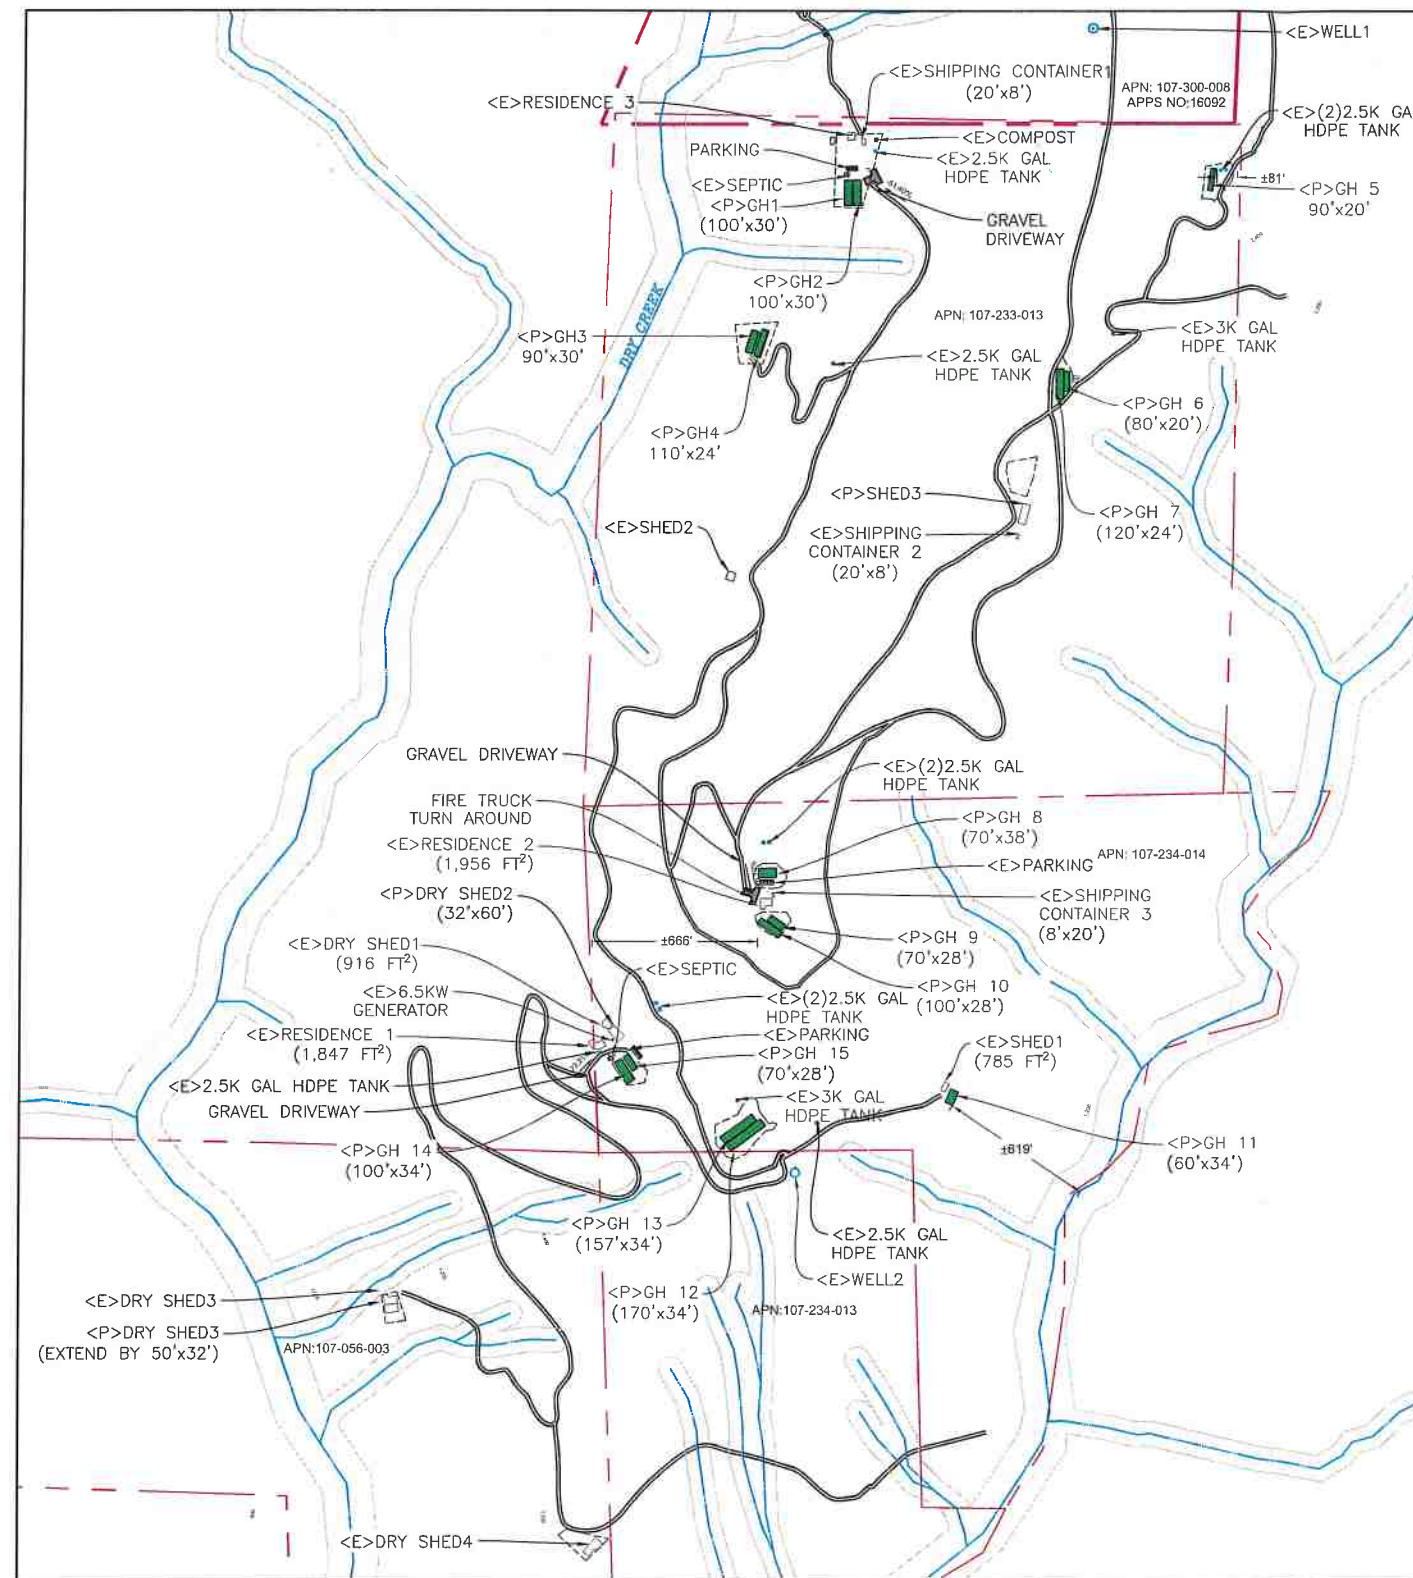 <E>WELL1
<E>SHIPPING CONTAINER1
(20'x8')
APN: 107-300-008
APPS NO:16092
<E>RESIDENCE 3
<E>(2)2.5K GA
HDPE TANK
<E>COMPOST
PARKING
<E>2.5K GAL
HDPE TANK
<E>SEPTIC
±81'
<P>GH 5
90'x20'
<P>GH1
(100'x30')
GRAVEL
DRIVEWAY
<P>GH2
100'x30')
DRY CREEK
APN: 107-233-013
<P>GH3
90'x30'
<E>3K GAL
HDPE TANK
<E>2.5K GAL
HDPE TANK
<P>GH 6
(80'x20')
<P>GH4
110'x24'
<P>SHED3
<P>GH 7
(120'x24')
<E>SHED2
<E>SHIPPING
CONTAINER 2
(20'x8')
GRAVEL DRIVEWAY
<E>(2)2.5K GAL
HDPE TANK
FIRE TRUCK
TURN AROUND
<P>GH 8
(70'x38')
<E>RESIDENCE 2
(1,956 FT²)
<E>PARKING
APN: 107-234-014
<P>DRY SHED2
(32'x60')
<E>SHIPPING
CONTAINER 3
(8'x20')
±666'
<P>GH 9
(70'x28')
<E>DRY SHED1
(916 FT²)
<E>SEPTIC
<P>GH 10
(100'x28')
<E>6.5KW
GENERATOR
<E>(2)2.5K GAL
HDPE TANK
<E>RESIDENCE 1
(1,847 FT²)
<E>PARKING
<P>GH 15
(70'x28')
<E>SHED1
(785 FT²)
<E>2.5K GAL HDPE TANK
GRAVEL DRIVEWAY
<E>3K GAL
HDPE TANK
<P>GH 14
(100'x34')
±619'
<P>GH 11
(60'x34')
<P>GH 13
(157'x34')
<E>2.5K GAL
HDPE TANK
<E>WELL2
<P>GH 12
(170'x34')
APN:107-234-013
<E>DRY SHED3
<P>DRY SHED3
(EXTEND BY 50'x32')
APN:107-056-003
<E>DRY SHED4